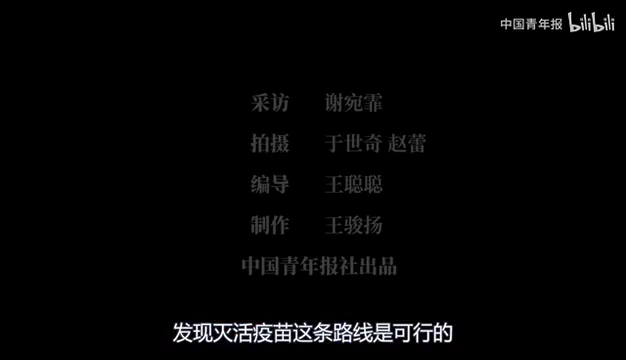 中国青年报 bilibili
采访 谢宛霏
拍摄 于世奇 赵蕾
编导 王聪聪
制作 王骏扬
中国青年报社出品
发现灭活疫苗这条路线是可行的